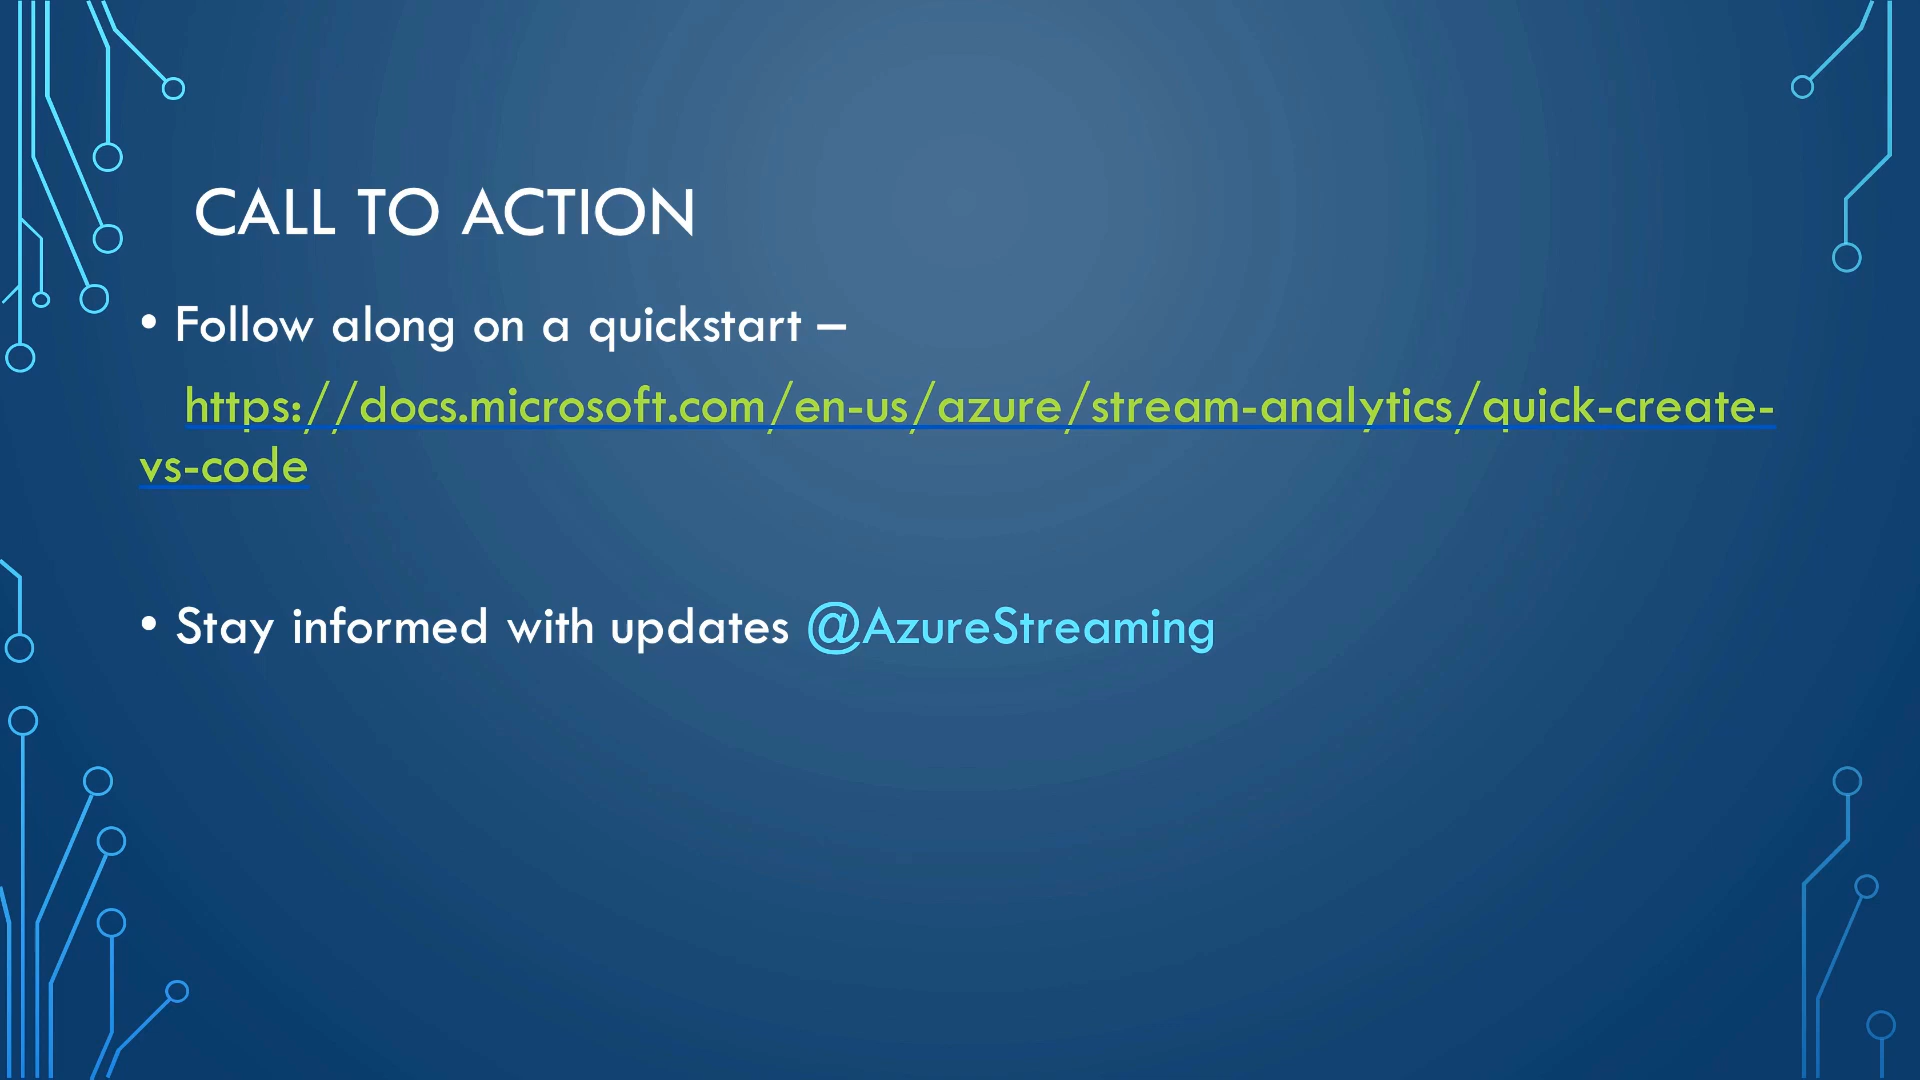 CALL TO ACTION
• Follow along on a quickstart –
https://docs.microsoft.com/en-us/azure/stream-analytics/quick-create-
vs-code
• Stay informed with updates @AzureStreaming